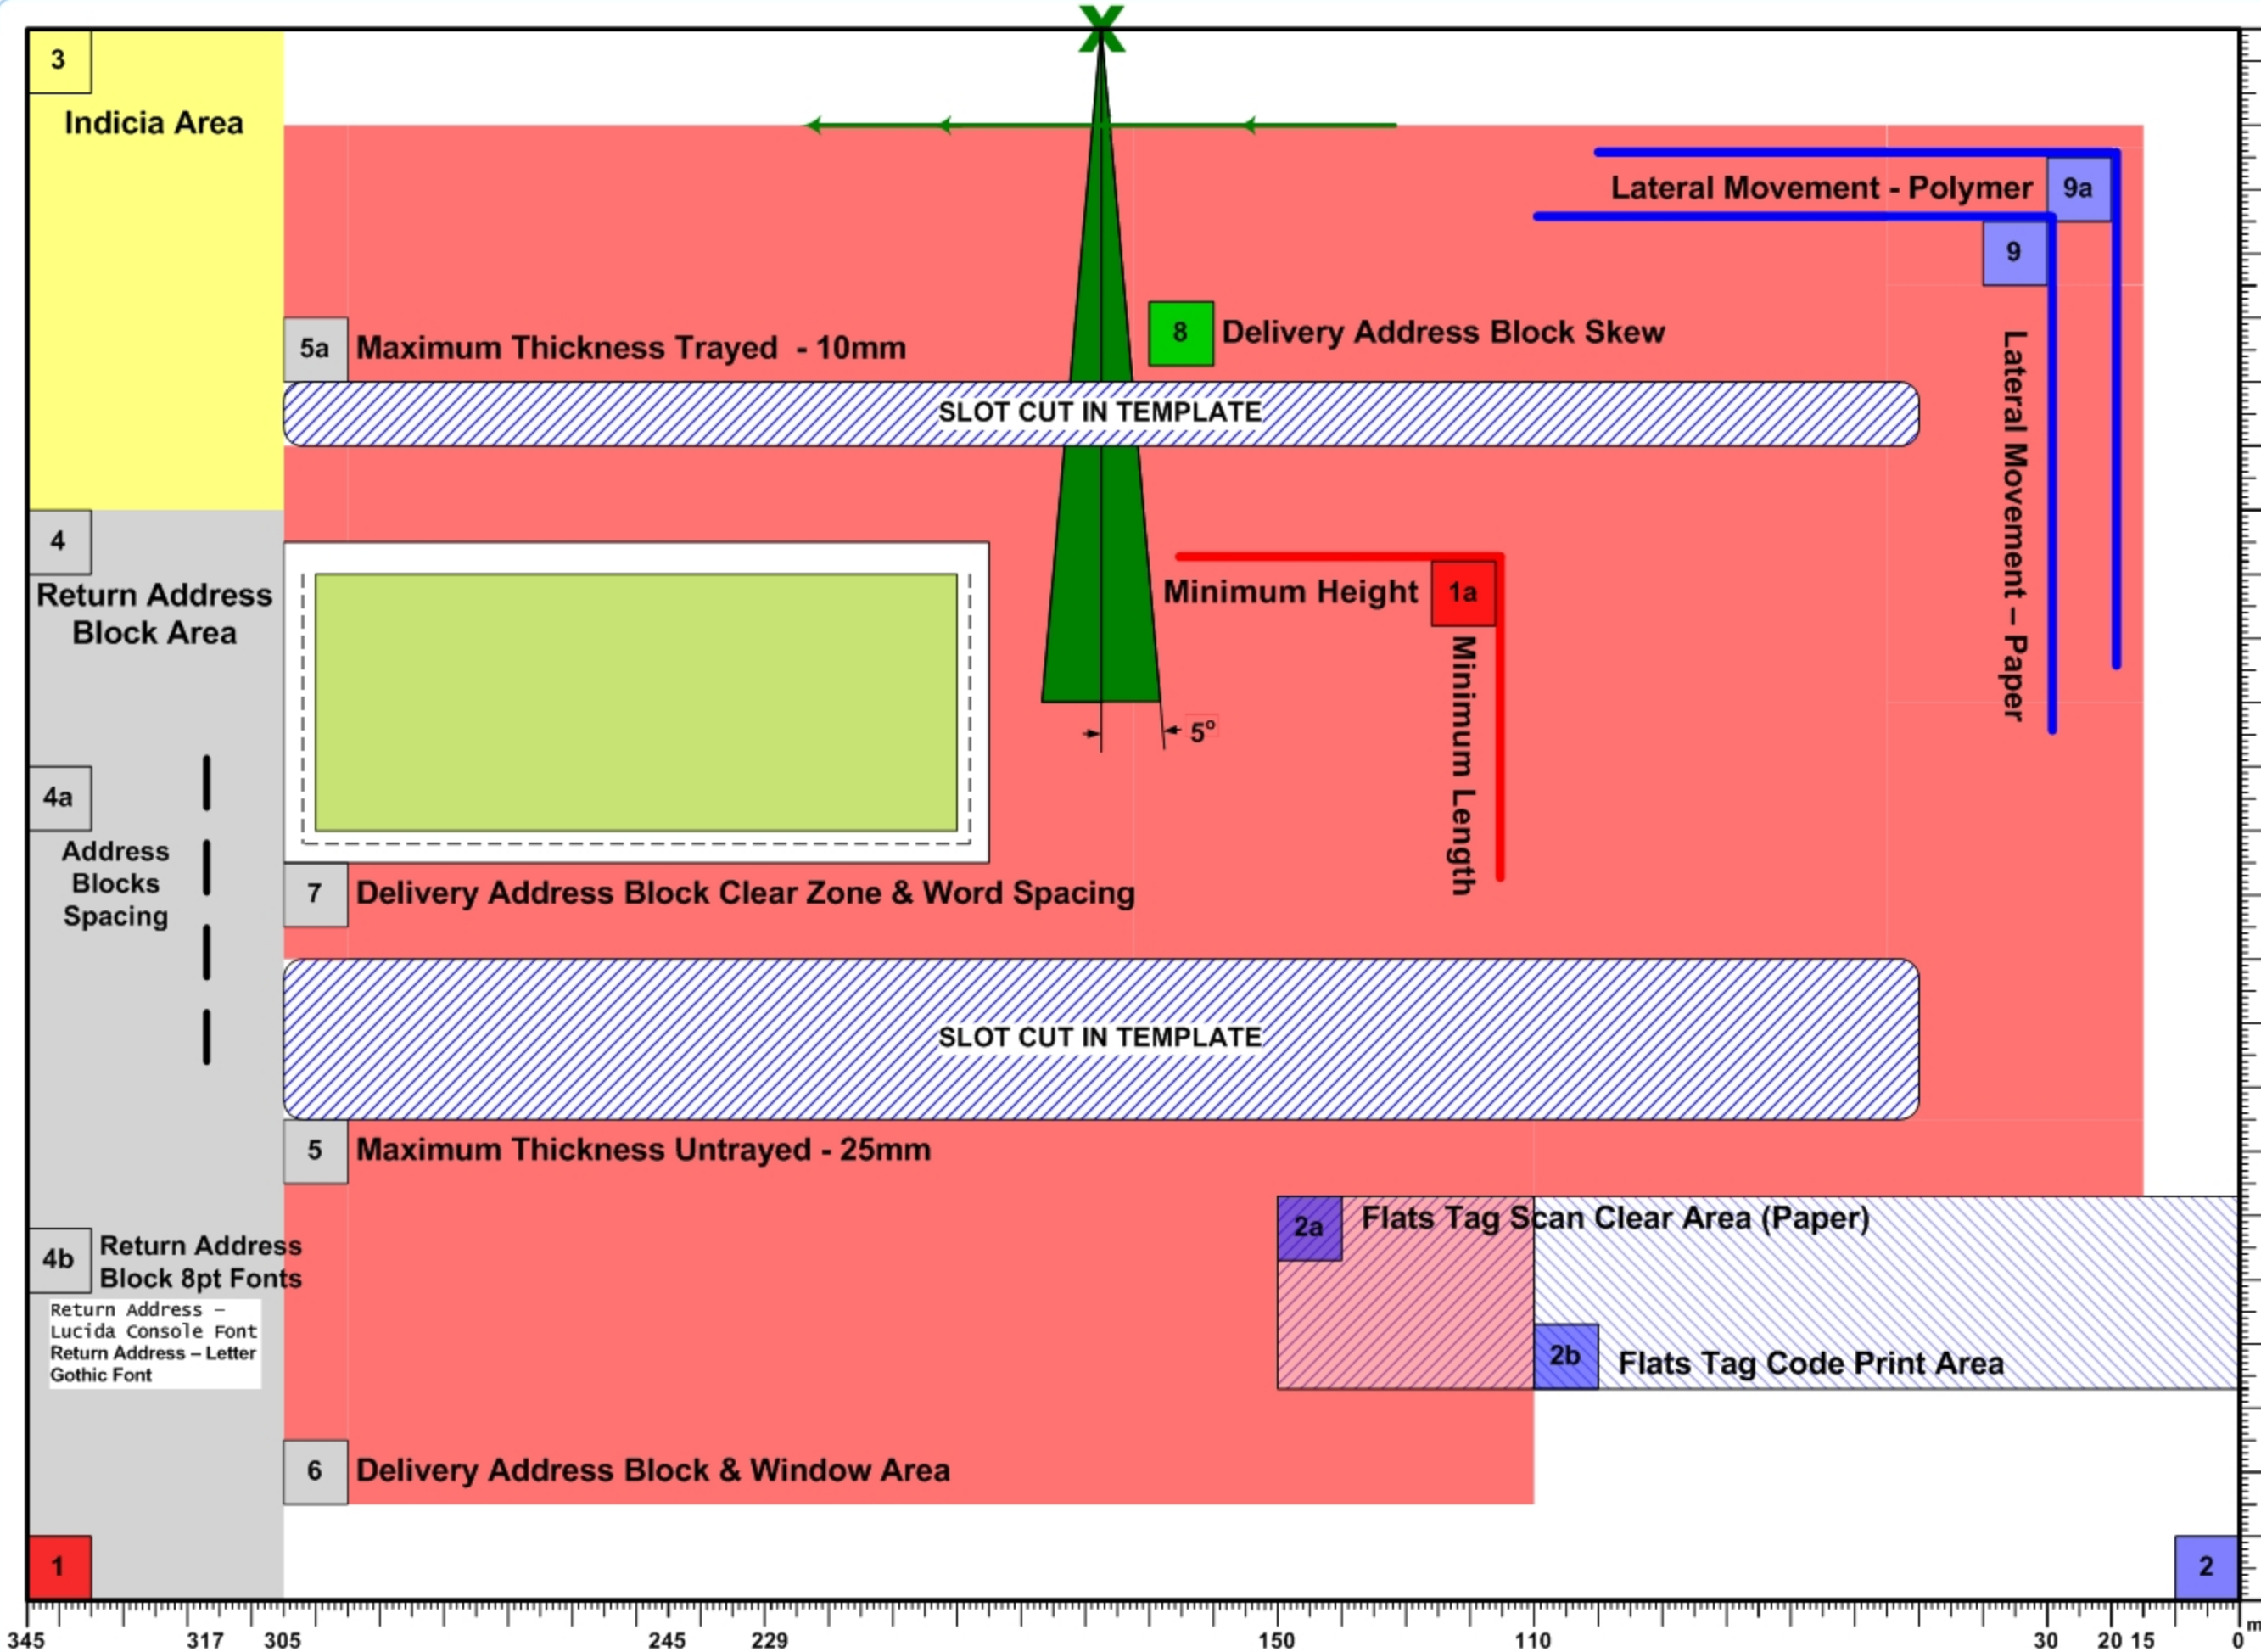 X
3
Indicia Area
Lateral Movement - Polymer
9a
9
Lateral Movement – Paper
5a
Maximum Thickness Trayed - 10mm
8
Delivery Address Block Skew
SLOT CUT IN TEMPLATE
4
Return Address
Block Area
Minimum Height
1a
Minimum Length
5º
4a
Address
Blocks
Spacing
7
Delivery Address Block Clear Zone & Word Spacing
SLOT CUT IN TEMPLATE
5
Maximum Thickness Untrayed - 25mm
2a
Flats Tag Scan Clear Area (Paper)
4b
Return Address
Block 8pt Fonts
Return Address –
Lucida Console Font
Return Address – Letter
Gothic Font
2b
Flats Tag Code Print Area
6
Delivery Address Block & Window Area
1
2
345 317 305 245 229 150 110 30 20 15 0